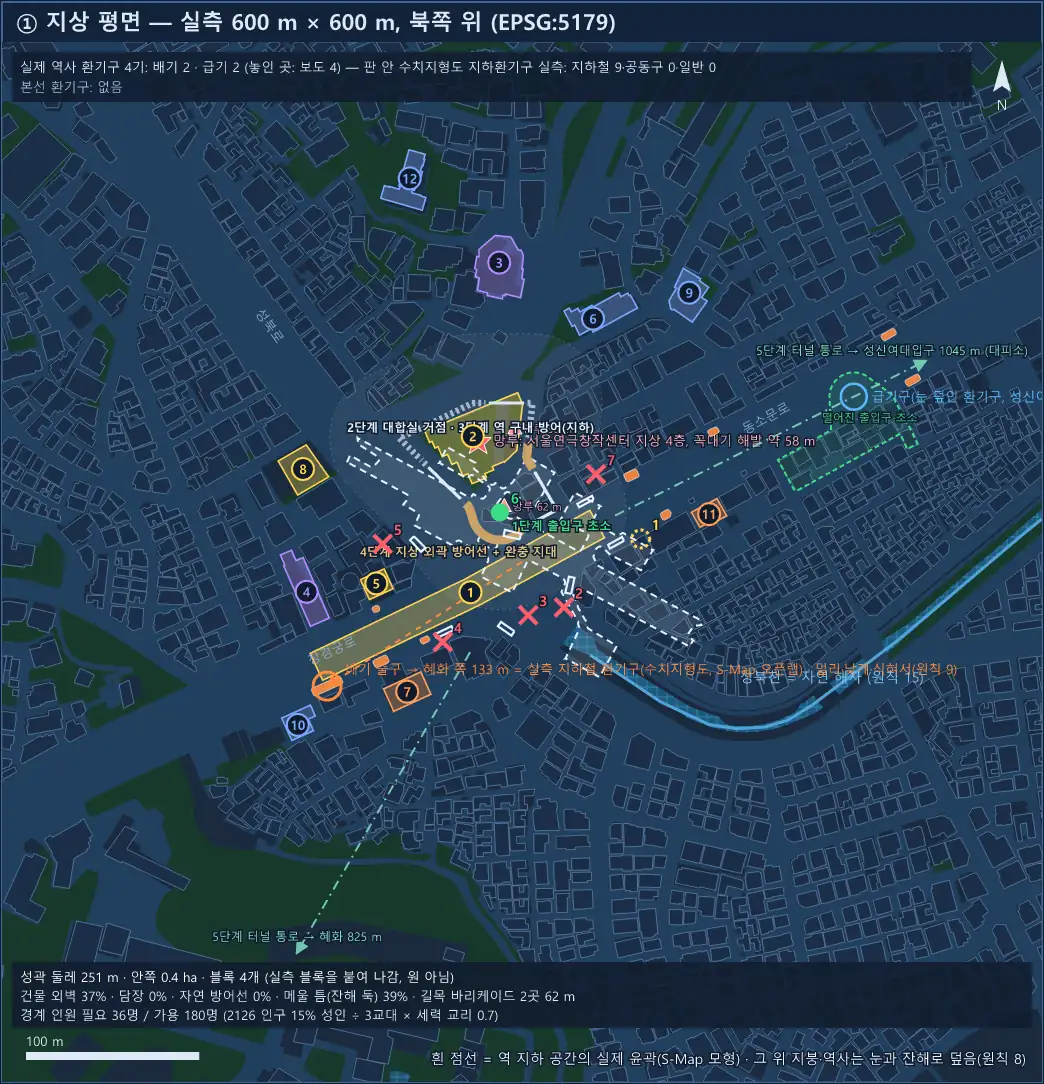 ① 지상 평면 — 실측 600 m × 600 m, 북쪽 위 (EPSG:5179)
실제 역사 환기구 4기: 배기 2 · 급기 2 (놓인 곳: 보도 4) — 판 안 수치지형도 지하환기구 실측: 지하철 9·공동구 0·일반 0
본선 환기구: 없음
N
12
3
9
6
성북로
5단계 터널 통로 → 성신여대입구 1045 m (대피소)
급기구(눈 덮인 환기구, 성신여
떨어진 출입구 초소
동소문로
2단계 대합실 거점 · 3단계 역 구내 방어(지하)
2
망루: 서울연극창작센터 지상 4층, 꼭대기 해발 약 58 m
8
7
6
망루 62 m
11
1단계 출입구 초소
1
5
4단계 지상 외곽 방어선 + 완충 지대
5
4
1
3
2
4
창경궁로
배기 출구 → 혜화 쪽 133 m = 실측 지하철 환기구(수치지형도, S-Map 오픈랩)
성북천 = 자연 해자 (원칙 15)
7
10
5단계 터널 통로 → 혜화 825 m
성곽 둘레 251 m · 안쪽 0.4 ha · 블록 4개 (실측 블록을 붙여 나감, 원 아님)
건물 외벽 37% · 담장 0% · 자연 방어선 0% · 메울 틈(잔해 둑) 39% · 길목 바리케이드 2곳 62 m
경계 인원 필요 36명 / 가용 180명 (2126 인구 15% 성인 ÷ 3교대 × 세력 교리 0.7)
100 m
흰 점선 = 역 지하 공간의 실제 윤곽(S-Map 모형) · 그 위 지붕·역사는 눈과 잔해로 덮음(원칙 8)